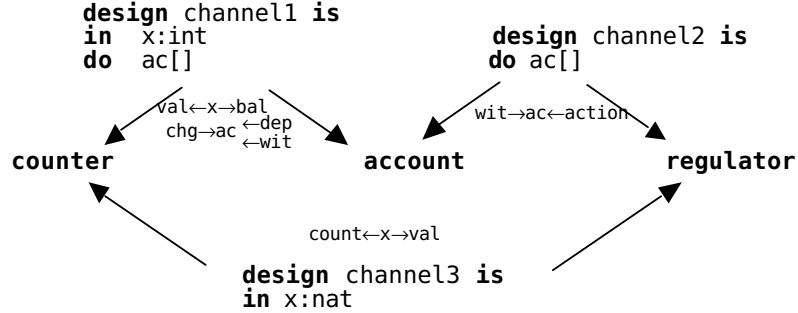 design channel1 is
in x:int
do ac[]
design channel2 is
do ac[]
val←x→bal
chg→ac ←dep
←wit
wit→ac←action
counter
account
regulator
count←x→val
design channel3 is
in x:nat